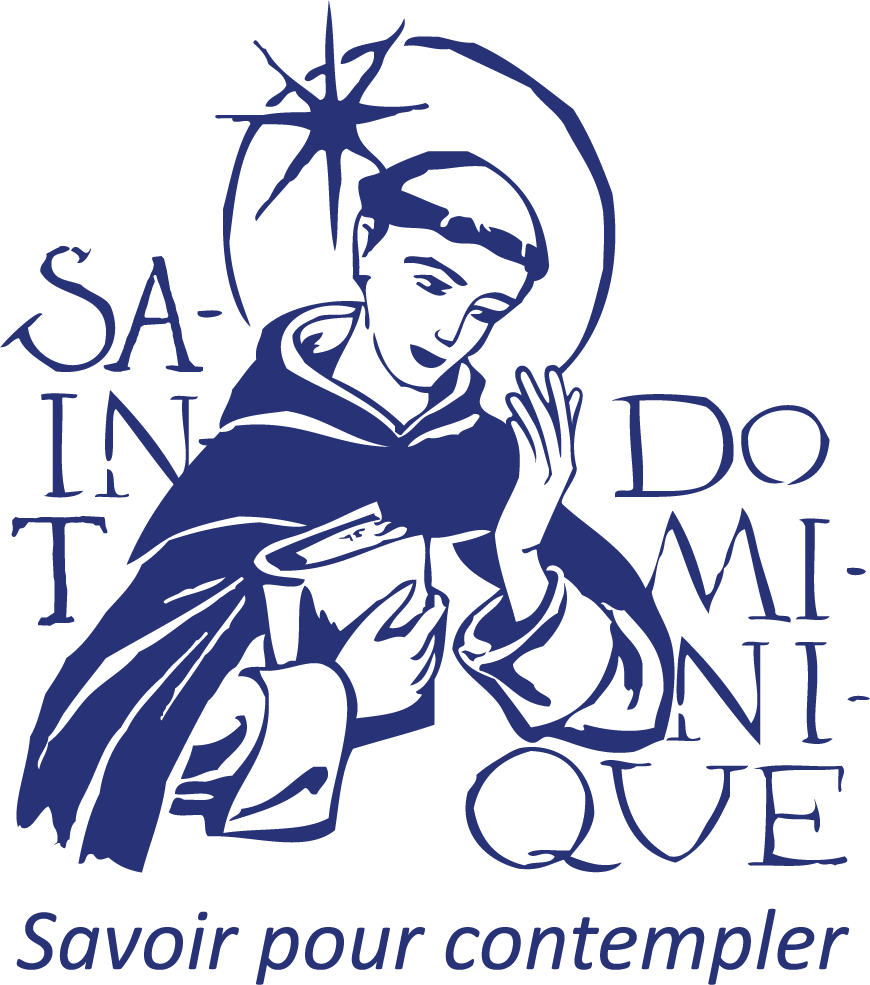 SA-
IN-
T
DO
MI-
NI-
QUE
Savoir pour contempler